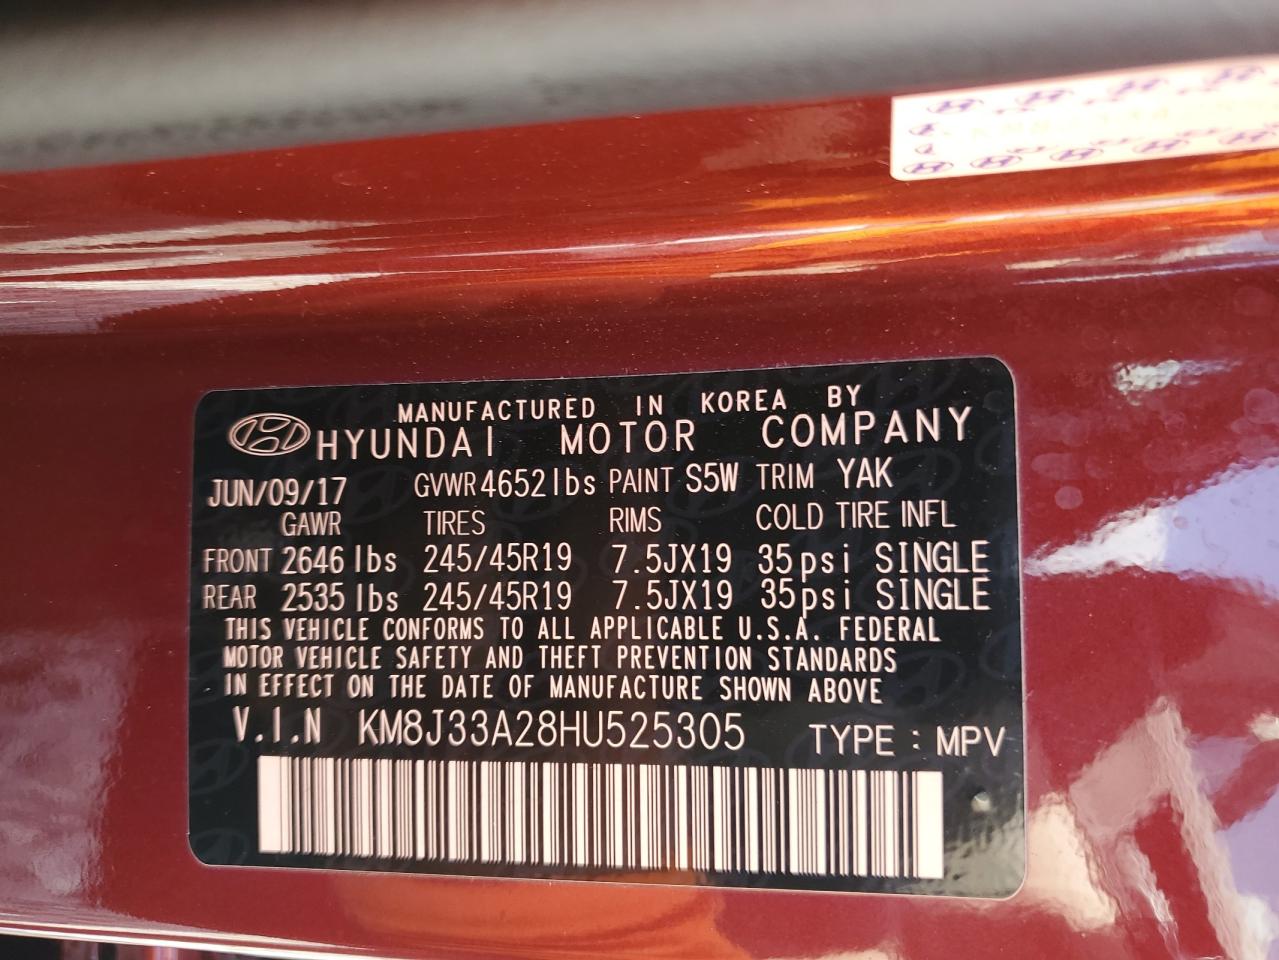 MANUFACTURED IN KOREA BY
HYUNDAI MOTOR COMPANY
JUN/09/17 GVWR 4652 lbs PAINT S5W TRIM YAK
GAWR TIRES RIMS COLD TIRE INFL
FRONT 2646 lbs 245/45R19 7.5JX19 35psi SINGLE
REAR 2535 lbs 245/45R19 7.5JX19 35psi SINGLE
THIS VEHICLE CONFORMS TO ALL APPLICABLE U.S.A. FEDERAL
MOTOR VEHICLE SAFETY AND THEFT PREVENTION STANDARDS
IN EFFECT ON THE DATE OF MANUFACTURE SHOWN ABOVE
V.I.N KM8J33A28HU525305 TYPE : MPV